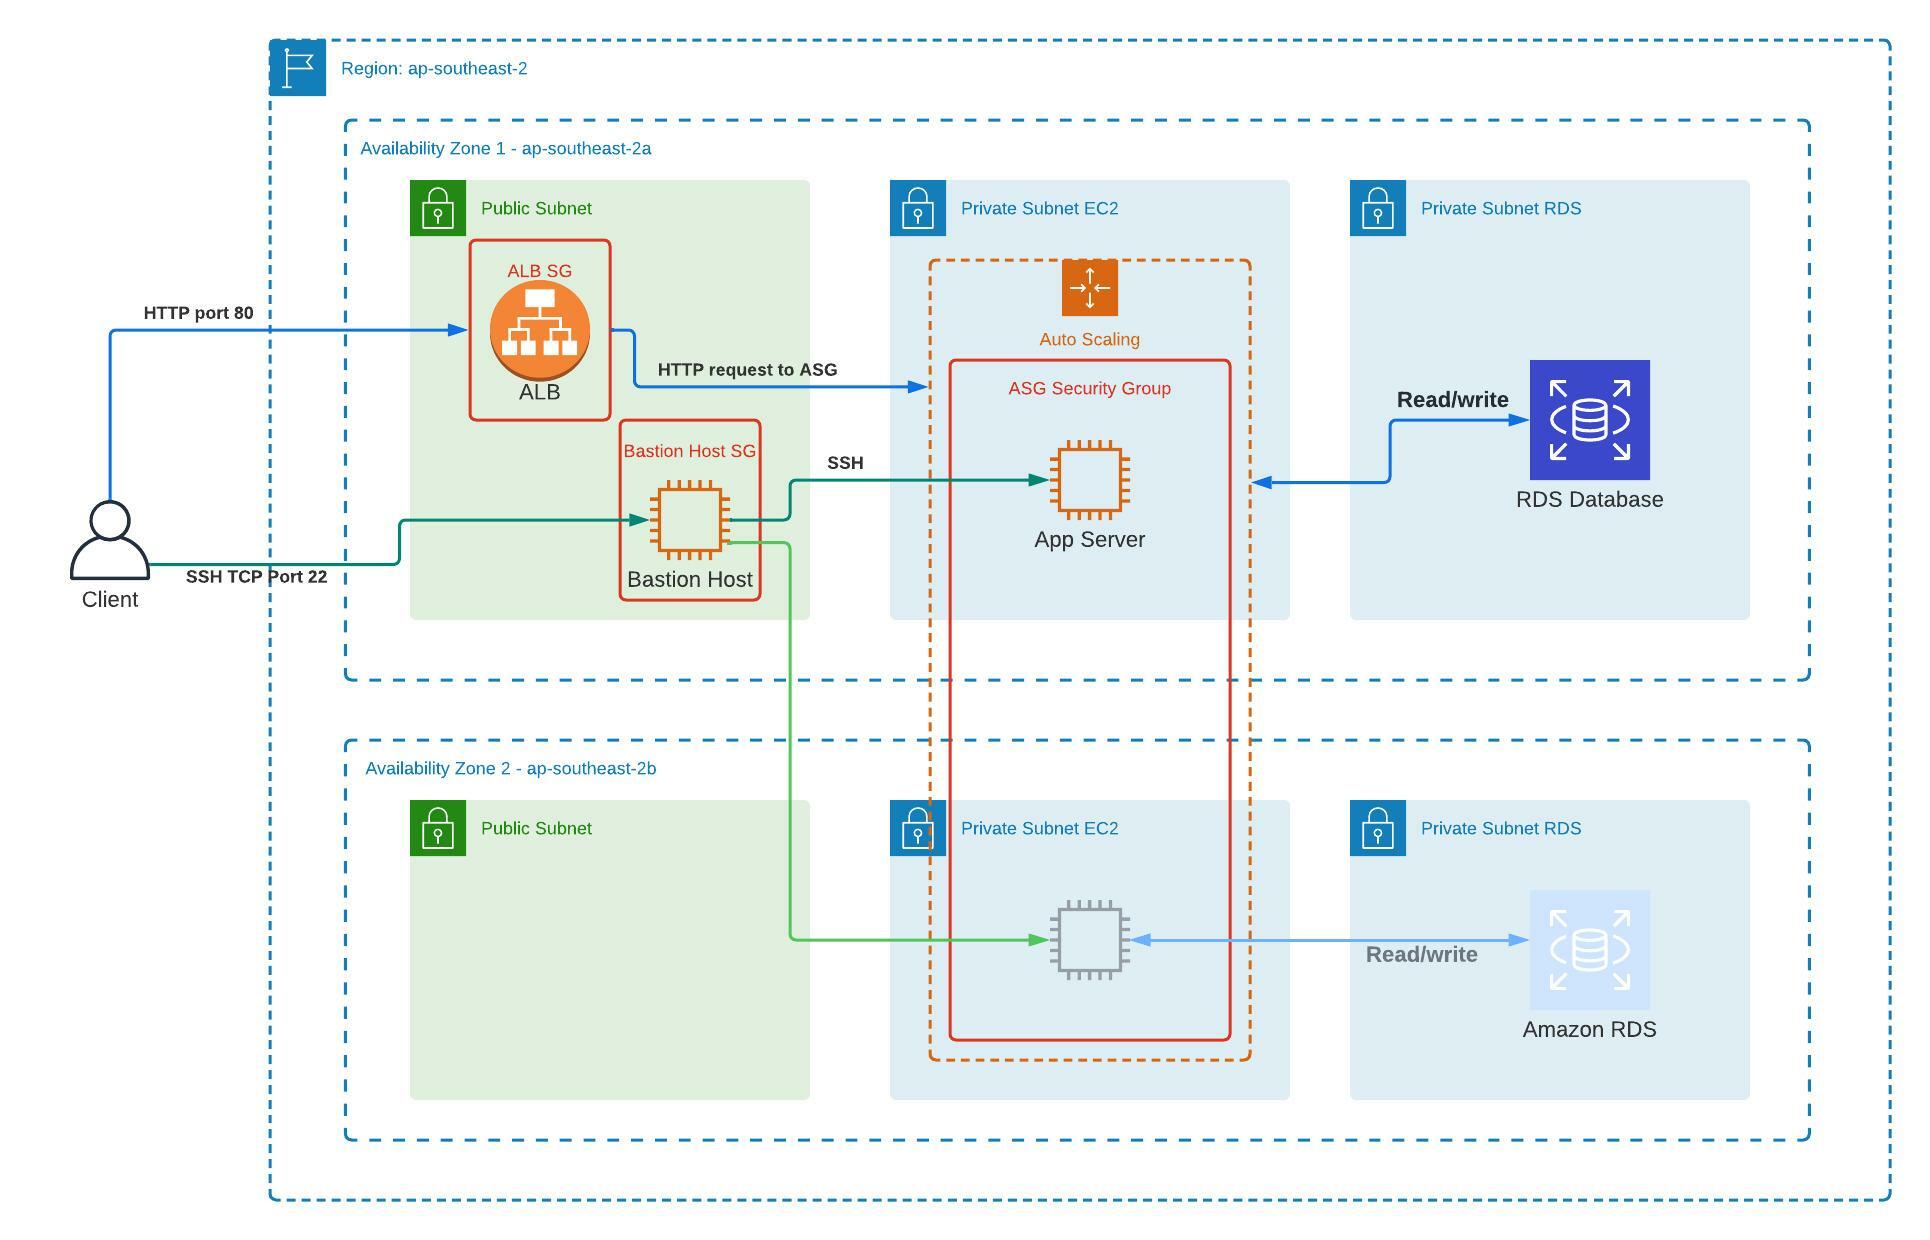 Region: ap-southeast-2
Availability Zone 1 - ap-southeast-2a
Public Subnet
Private Subnet EC2
Private Subnet RDS
ALB SG
ALB
HTTP port 80
HTTP request to ASG
Auto Scaling
ASG Security Group
Read/write
RDS Database
Bastion Host SG
SSH
Bastion Host
App Server
SSH TCP Port 22
Client
Availability Zone 2 - ap-southeast-2b
Public Subnet
Private Subnet EC2
Private Subnet RDS
Read/write
Amazon RDS